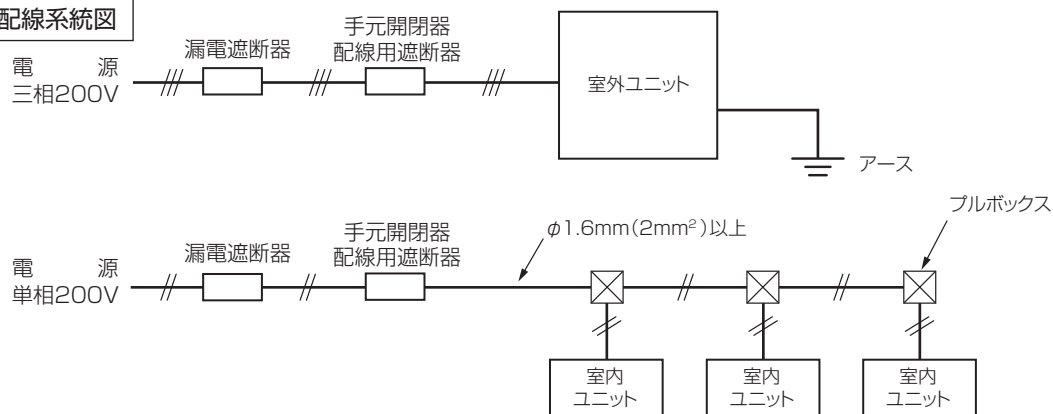 配線系統図
電 源
三相200V
漏電遮断器
手元開閉器
配線用遮断器
室外ユニット
アース
プルボックス
電 源
単相200V
漏電遮断器
手元開閉器
配線用遮断器
φ1.6mm(2mm²)以上
室内
ユニット
室内
ユニット
室内
ユニット